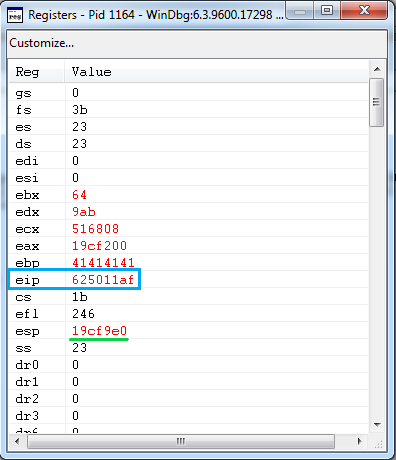 Registers - Pid 1164 - WinDbg:6.3.9600.17298 ...
Customize...
Reg Value
gs 0
fs 3b
es 23
ds 23
edi 0
esi 0
ebx 64
edx 9ab
ecx 516808
eax 19cf200
ebp 41414141
eip 625011af
cs 1b
efl 246
esp 19cf9e0
ss 23
dr0 0
dr1 0
dr2 0
dr3 0
dr6 0